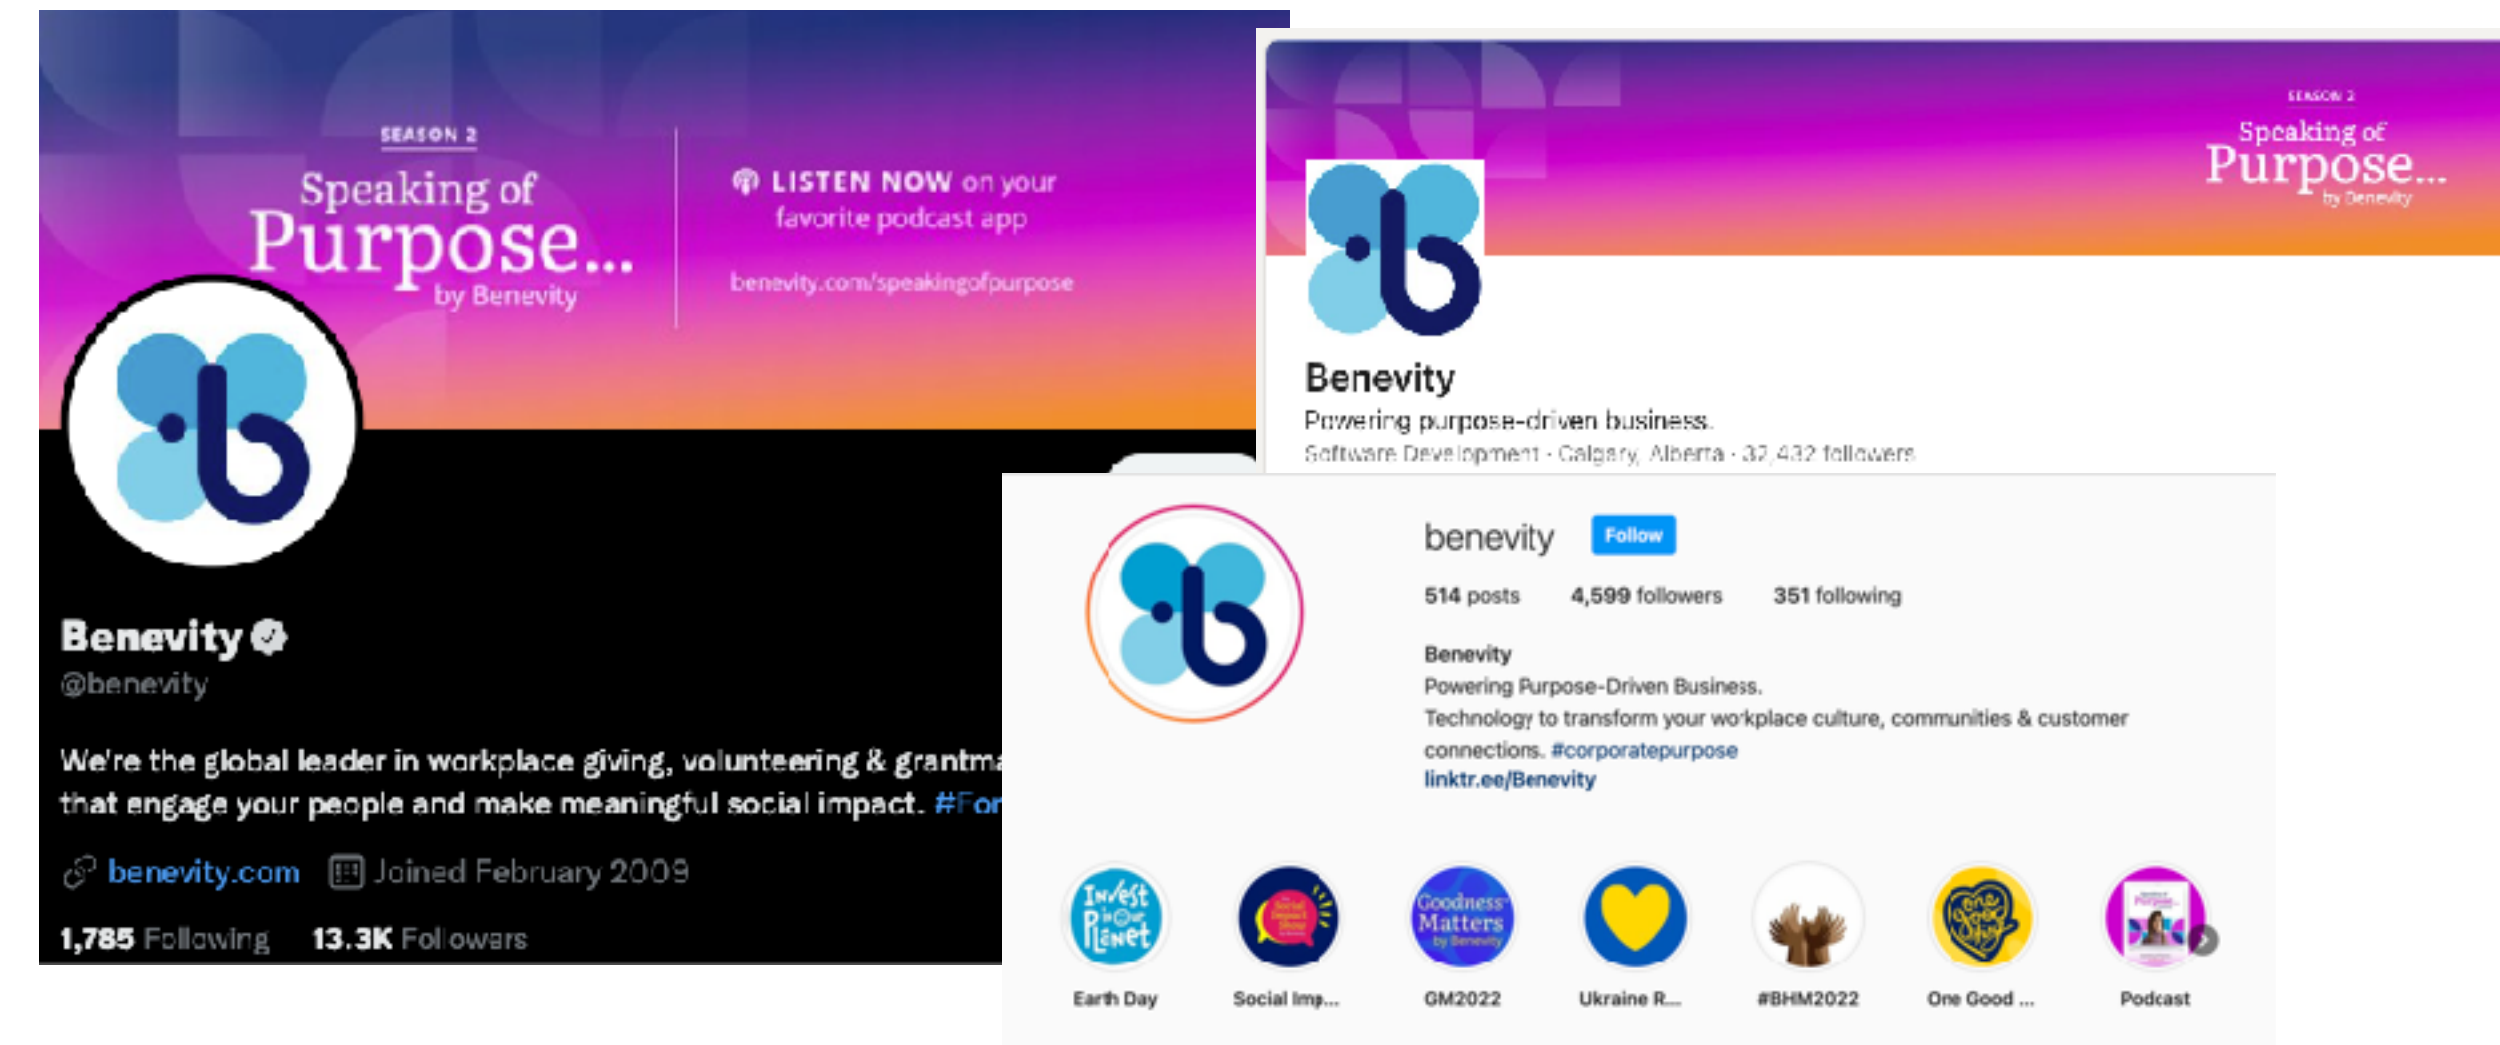 SEASON 2
Speaking of
Purpose...
by Benevity
LISTEN NOW on your
favorite podcast app
benevity.com/speakingofpurpose
Benevity
@benevity
We're the global leader in workplace giving, volunteering & grantma
that engage your people and make meaningful social impact. #For
benevity.com Joined February 2009
1,785 Following 13.3K Followers
SEASON 2
Speaking of
Purpose...
by Benevity
Benevity
Powering purpose-driven business.
Software Development · Calgary, Alberta · 37,432 followers
benevity Follow
514 posts 4,599 followers 351 following
Benevity
Powering Purpose-Driven Business.
Technology to transform your workplace culture, communities & customer
connections. #corporatepurpose
linktr.ee/Benevity
Invest
in Our
Planet
Social
Impact
Show
Goodness
Matters
by Benevity
one
good
Purpose...
Earth Day Social Imp... GM2022 Ukraine R... #BHM2022 One Good ... Podcast